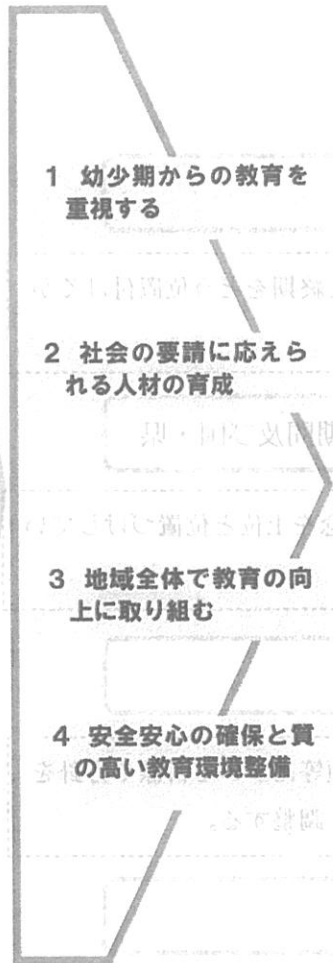 1 幼少期からの教育を
重視する
2 社会の要請に応えら
れる人材の育成
3 地域全体で教育の向
上に取り組む
4 安全安心の確保と質
の高い教育環境整備